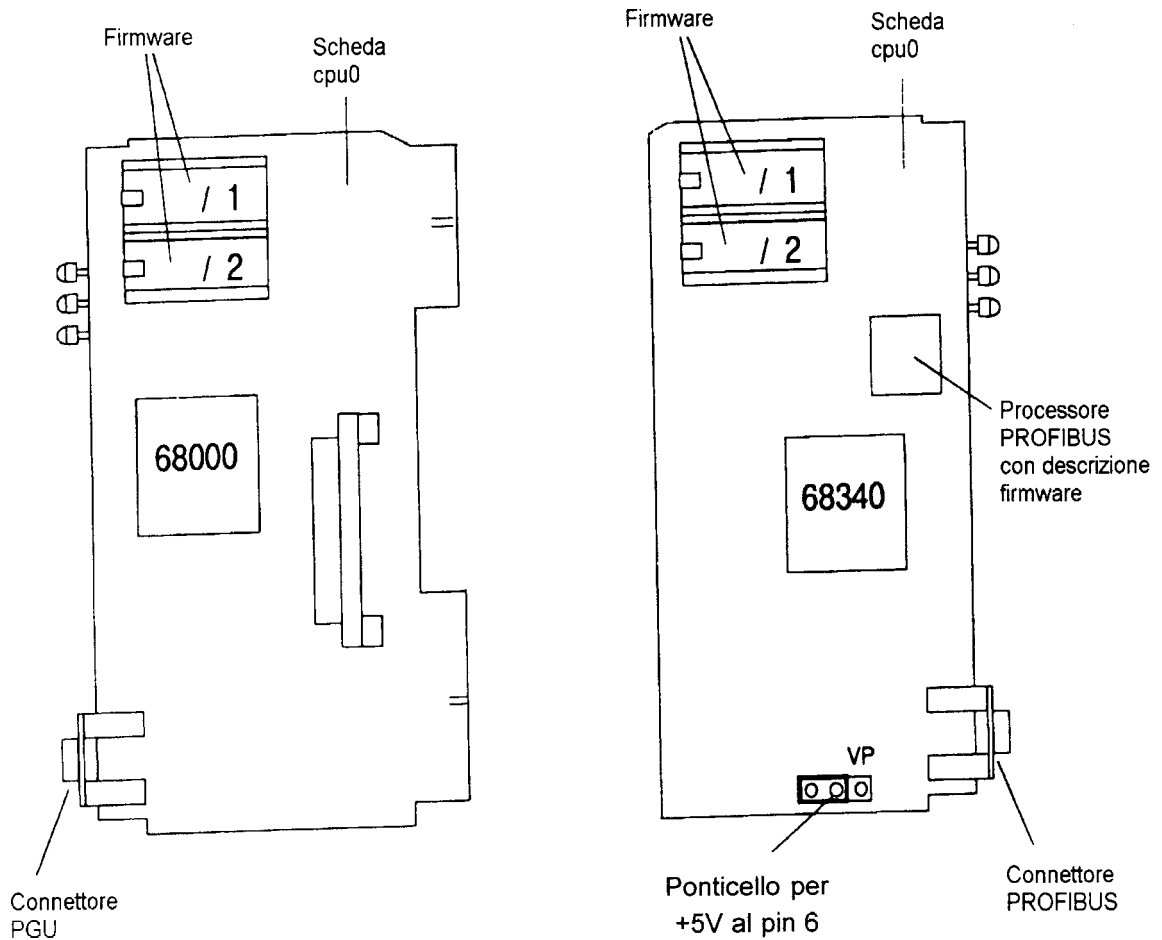 Firmware
Scheda
cpu0
/ 1
/ 2
68000
Connettore
PGU
Firmware
Scheda
cpu0
/ 1
/ 2
Processore
PROFIBUS
con descrizione
firmware
68340
VP
Ponticello per
+5V al pin 6
Connettore
PROFIBUS